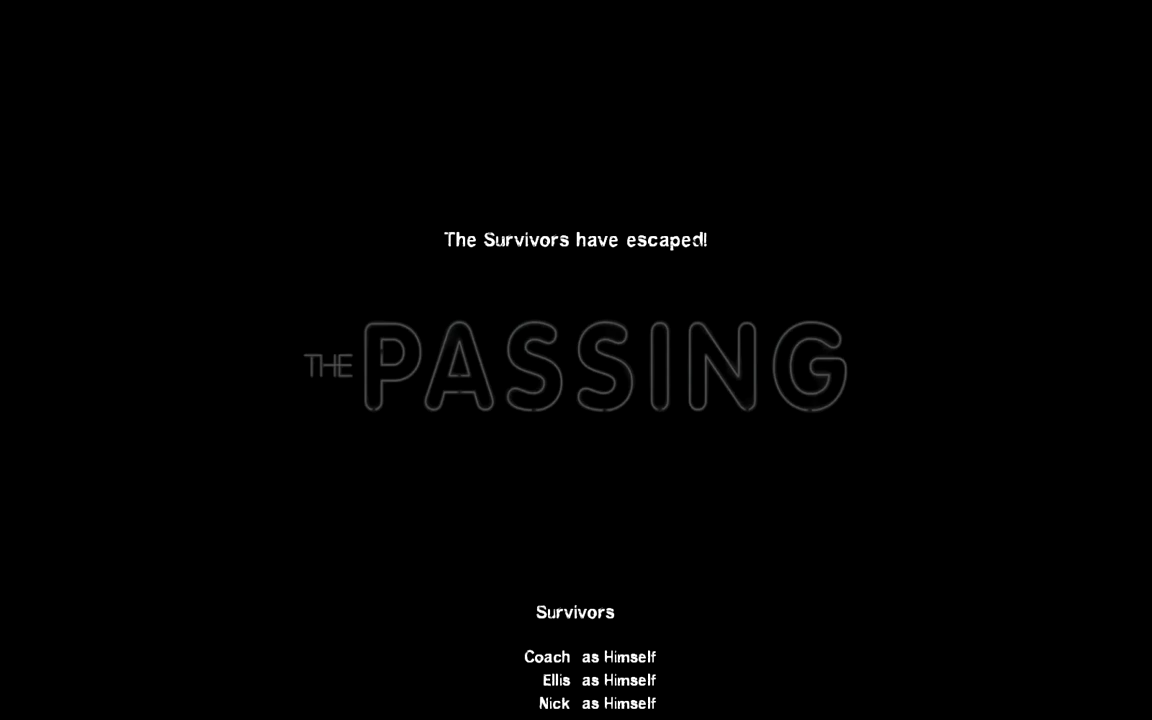 The Survivors have escaped!
THE PASSING
Survivors
Coach as Himself
Ellis as Himself
Nick as Himself